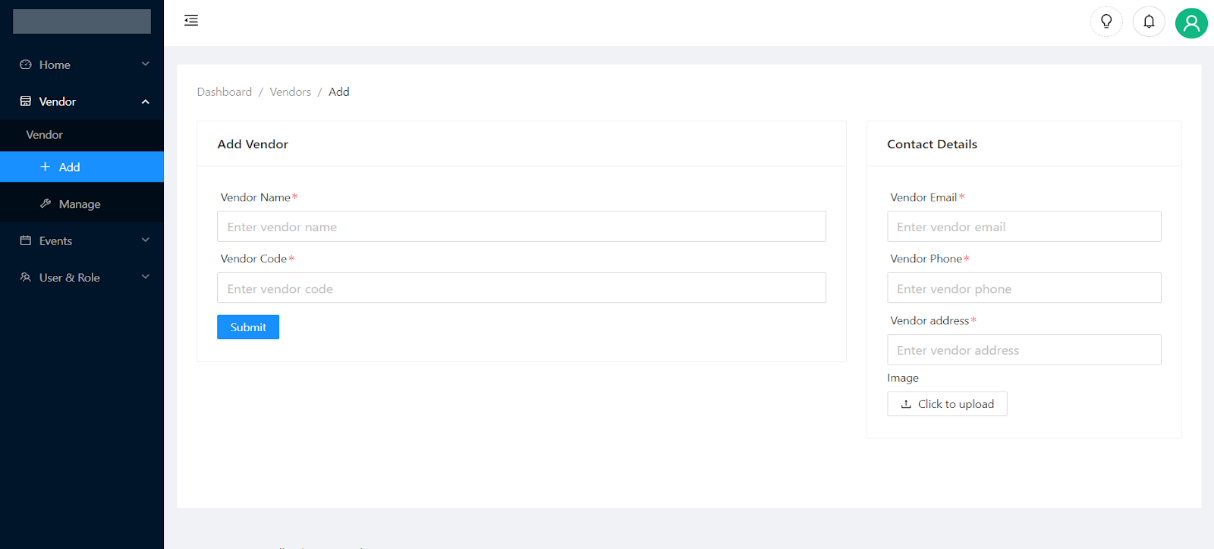 Home
Vendor
Vendor
Add
Manage
Events
User & Role
Dashboard / Vendors / Add
Add Vendor
Vendor Name*
Enter vendor name
Vendor Code*
Enter vendor code
Submit
Contact Details
Vendor Email*
Enter vendor email
Vendor Phone*
Enter vendor phone
Vendor address*
Enter vendor address
Image
Click to upload